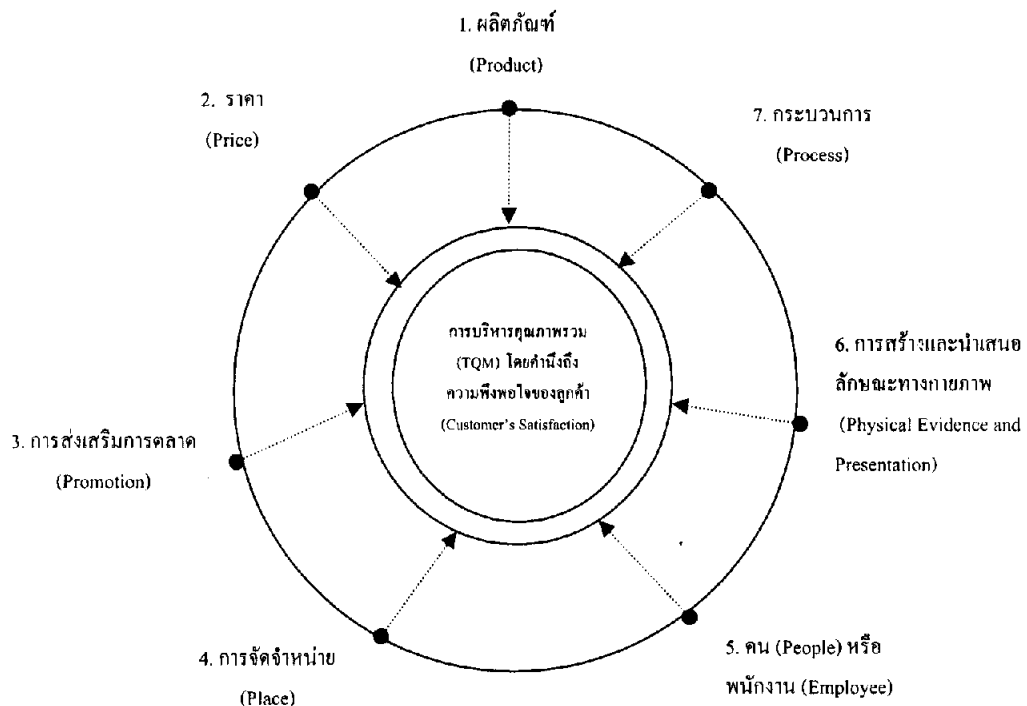 1. ผลิตภัณฑ์
(Product)
2. ราคา
(Price)
7. กระบวนการ
(Process)
การบริหารคุณภาพรวม
(TQM) โดยคำนึงถึง
ความพึงพอใจของลูกค้า
(Customer's Satisfaction)
6. การสร้างและนำเสนอ
ลักษณะทางกายภาพ
(Physical Evidence and
Presentation)
3. การส่งเสริมการตลาด
(Promotion)
4. การจัดจำหน่าย
(Place)
5. คน (People) หรือ
พนักงาน (Employee)